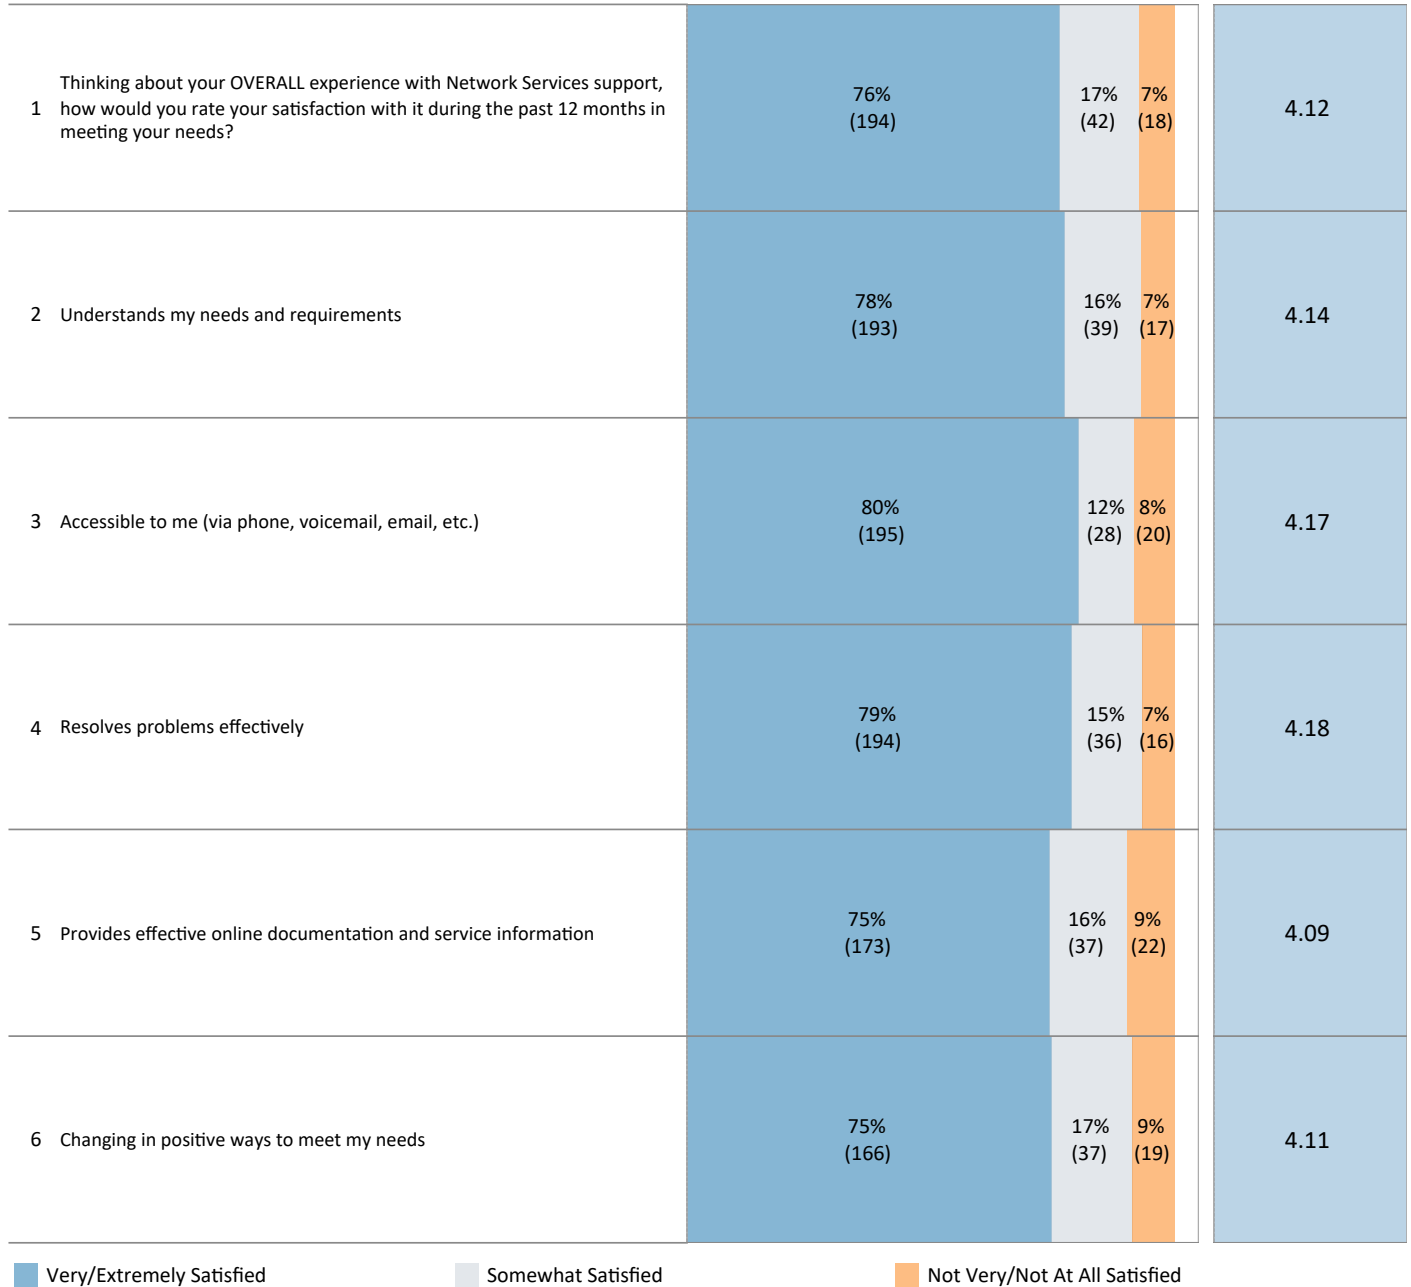 1 Thinking about your OVERALL experience with Network Services support,
how would you rate your satisfaction with it during the past 12 months in
meeting your needs?
76% 17% 7%
(194) (42) (18)
4.12
2 Understands my needs and requirements
78% 16% 7%
(193) (39) (17)
4.14
3 Accessible to me (via phone, voicemail, email, etc.)
80% 12% 8%
(195) (28) (20)
4.17
4 Resolves problems effectively
79% 15% 7%
(194) (36) (16)
4.18
5 Provides effective online documentation and service information
75% 16% 9%
(173) (37) (22)
4.09
6 Changing in positive ways to meet my needs
75% 17% 9%
(166) (37) (19)
4.11
Very/Extremely Satisfied Somewhat Satisfied Not Very/Not At All Satisfied